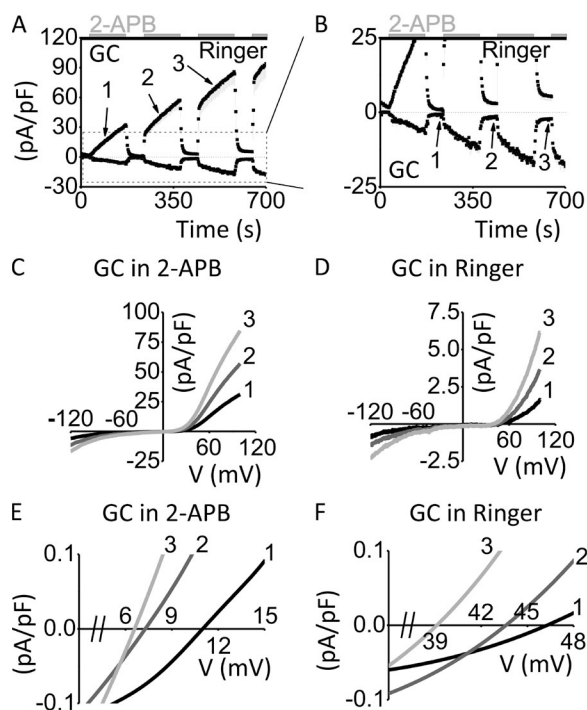 A
2-APB
120
90
60
30
0
-30
(pA/pF)
GC
Ringer
1
2
3
0
350
700
Time (s)
B
2-APB
25
0
-25
(pA/pF)
Ringer
GC
1
2
3
0
350
700
Time (s)
C
GC in 2-APB
100
75
50
25
-25
(pA/pF)
-120
-60
60
120
V (mV)
3
2
1
D
GC in Ringer
7.5
5.0
2.5
-2.5
(pA/pF)
-120
-60
60
120
V (mV)
3
2
1
E
GC in 2-APB
0.1
0.0
-0.1
(pA/pF)
3
2
1
//
6
9
12
15
V (mV)
F
GC in Ringer
0.1
0.0
-0.1
(pA/pF)
3
2
1
//
39
42
45
48
V (mV)